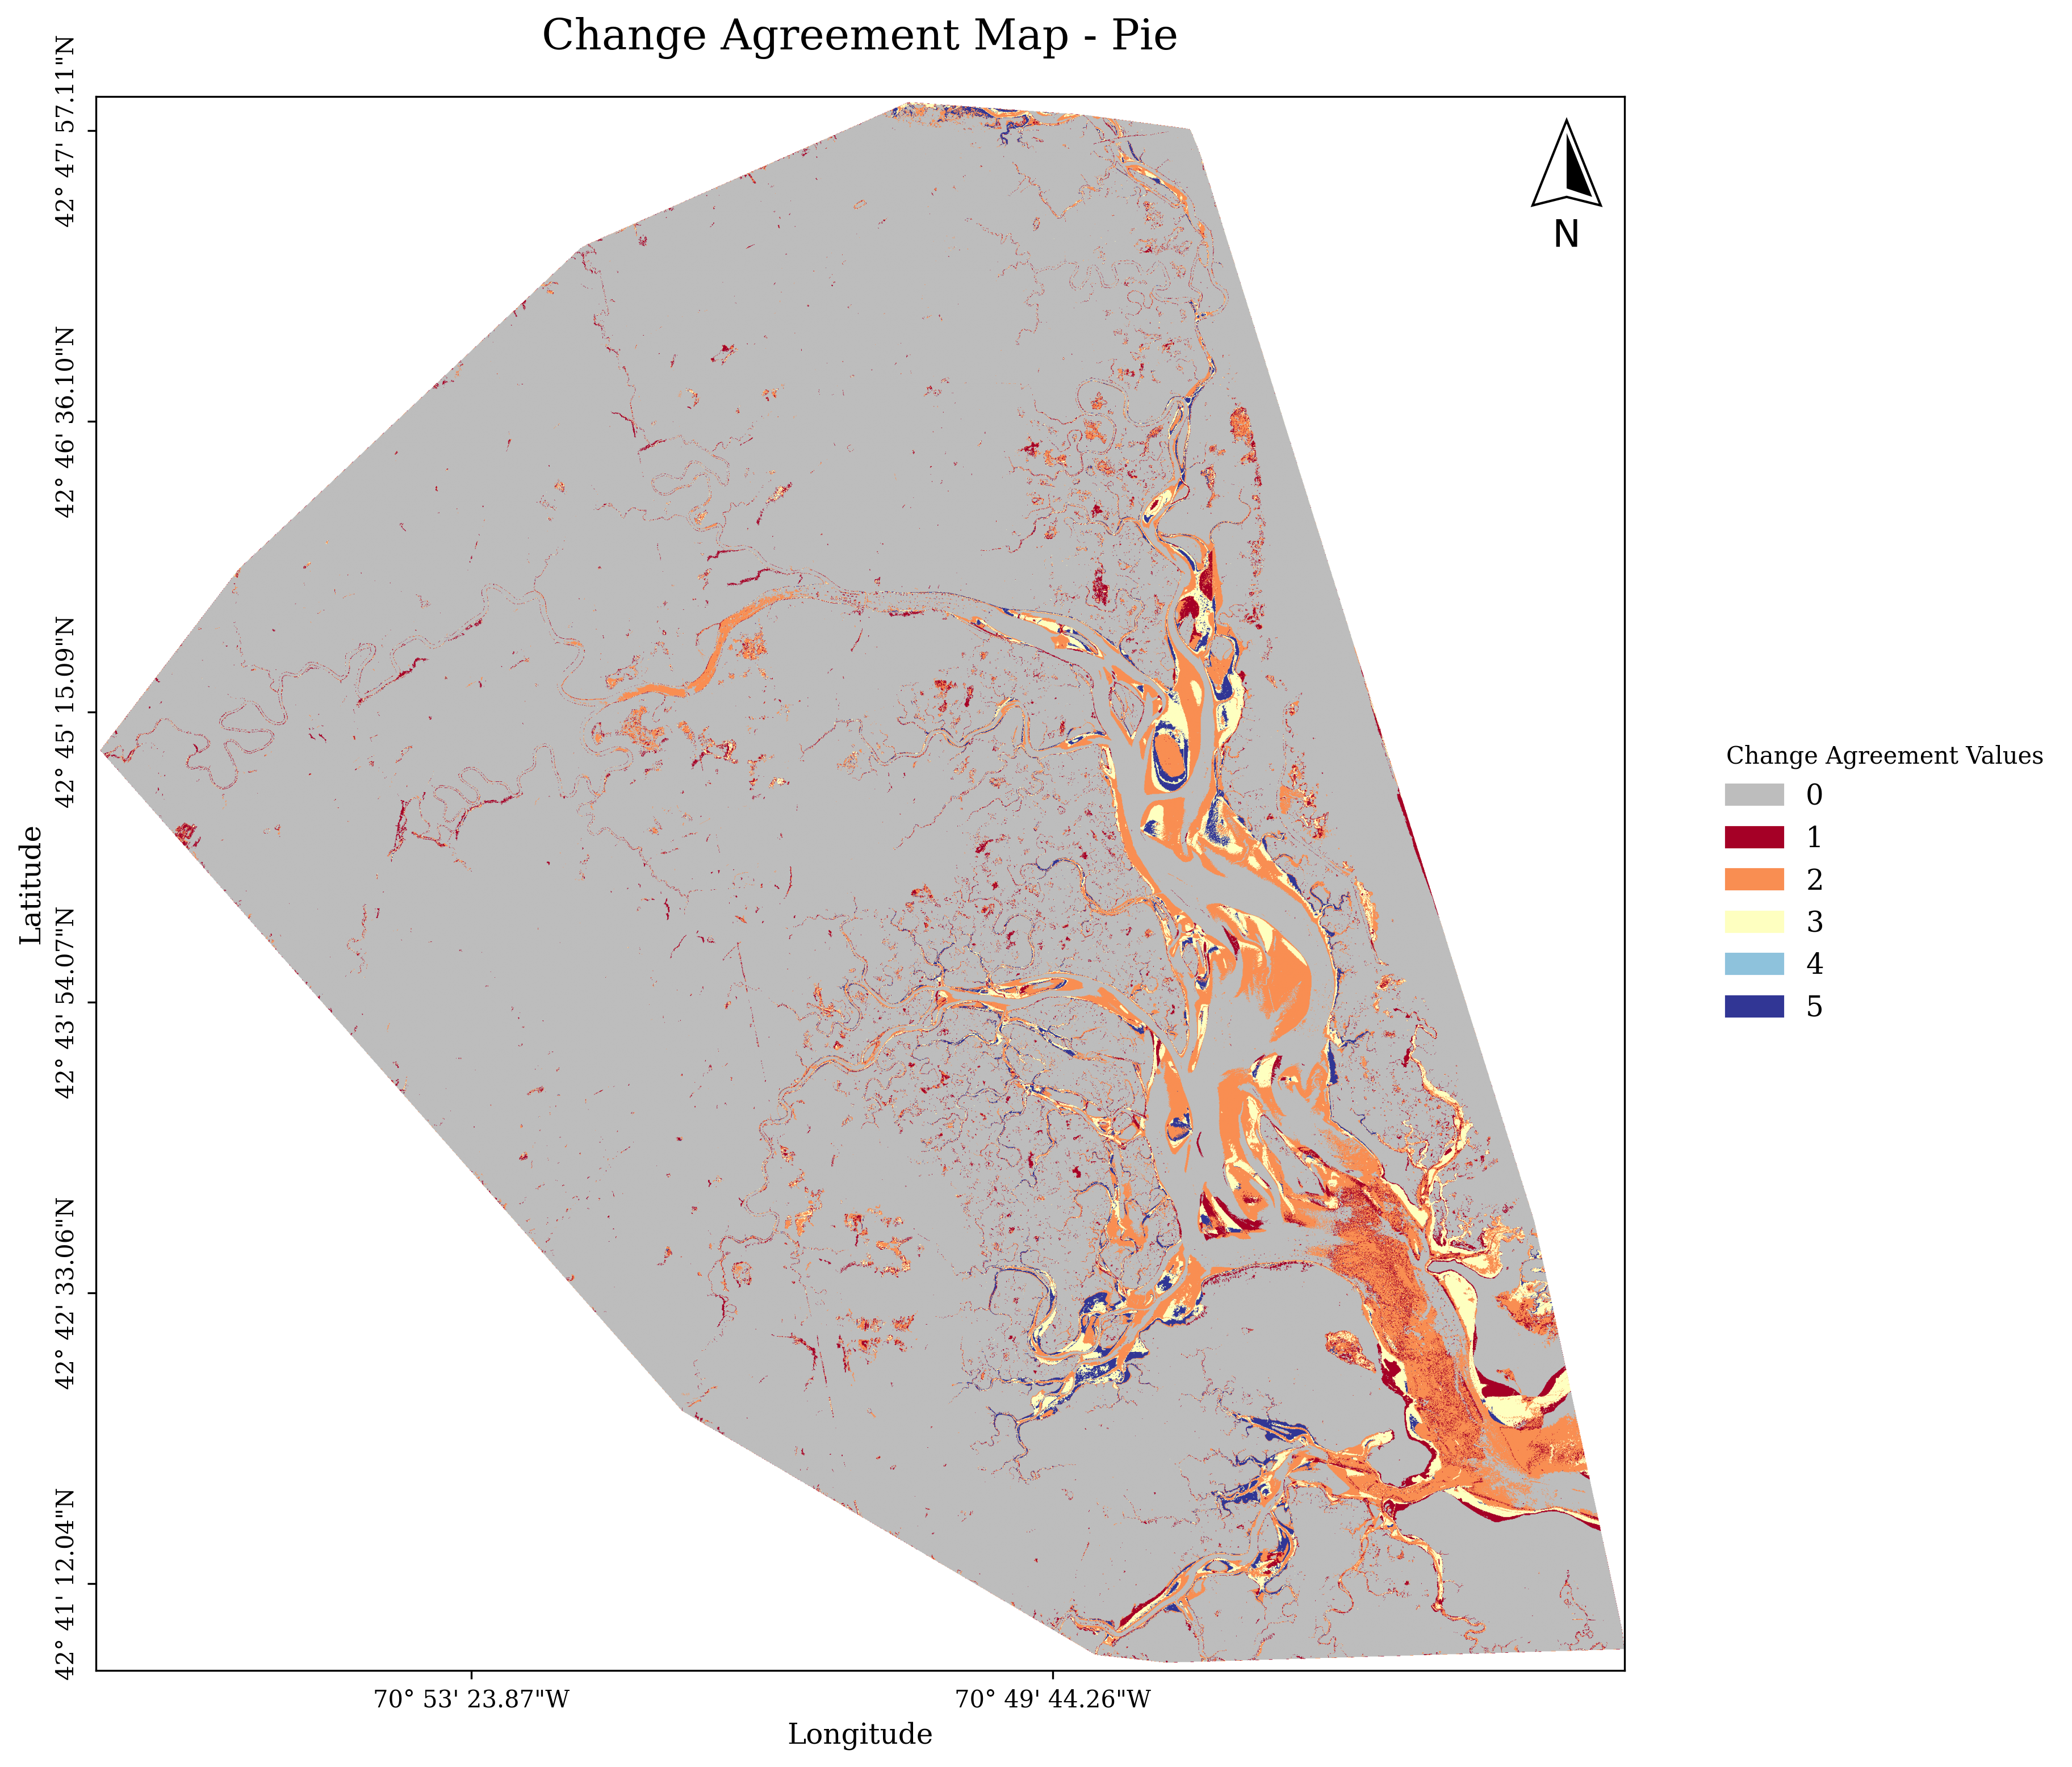 Change Agreement Map - Pie
N
42° 47' 57.11"N
42° 46' 36.10"N
42° 45' 15.09"N
42° 43' 54.07"N
42° 42' 33.06"N
42° 41' 12.04"N
Latitude
70° 53' 23.87"W
70° 49' 44.26"W
Longitude
Change Agreement Values
0
1
2
3
4
5